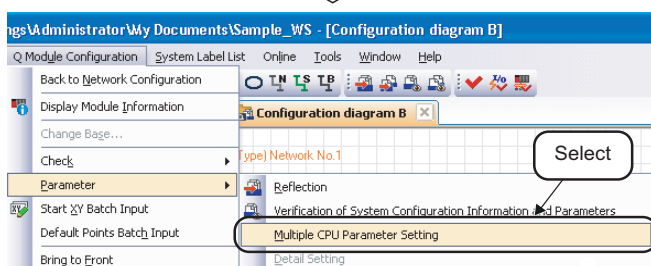 ngs\Administrator\My Documents\Sample_WS - [Configuration diagram B]
Q Module Configuration System Label List Online Tools Window Help
Back to Network Configuration
Display Module Information
Configuration diagram B
Change Base...
Check
Type) Network No.1
Select
Parameter
Reflection
Start XY Batch Input
Verification of System Configuration Information and Parameters
Default Points Batch Input
Multiple CPU Parameter Setting
Bring to Front
Detail Setting